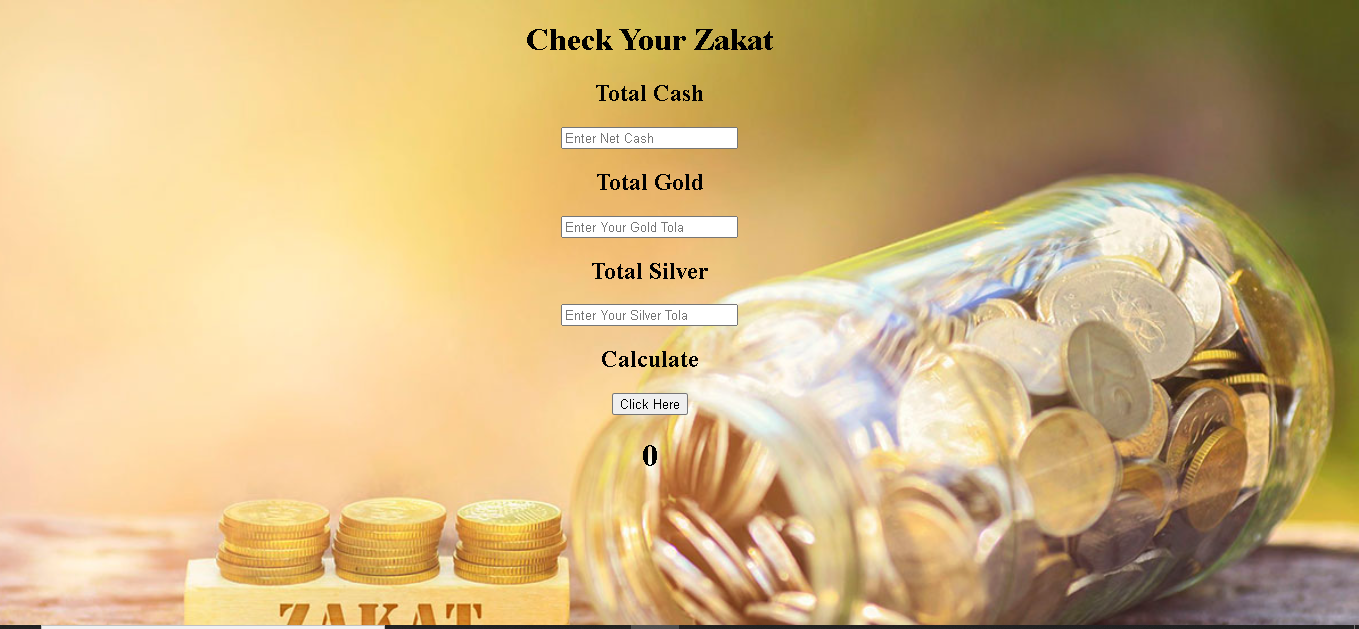 Check Your Zakat
Total Cash
Enter Net Cash
Total Gold
Enter Your Gold Tola
Total Silver
Enter Your Silver Tola
Calculate
Click Here
0
ZAKAT